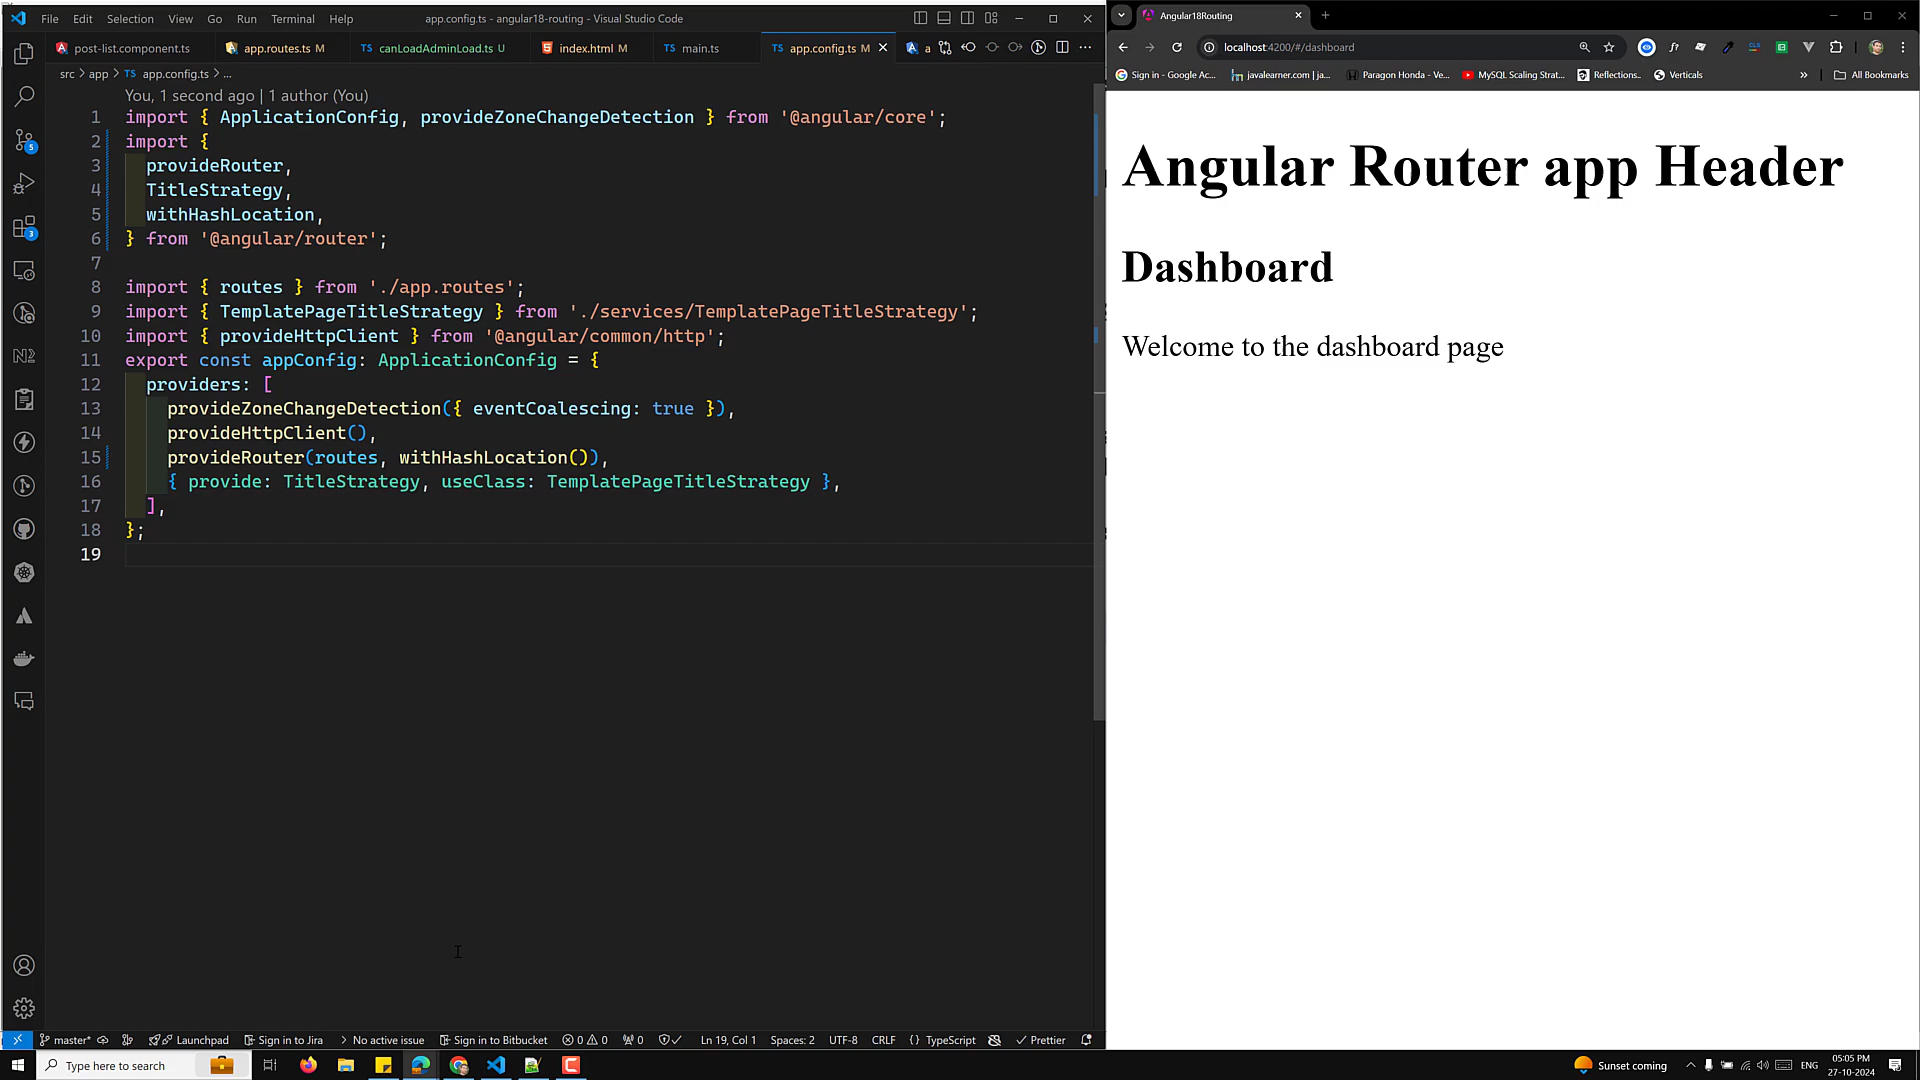 File Edit Selection View Go Run Terminal Help
app.config.ts - angular18-routing - Visual Studio Code
post-list.component.ts
app.routes.ts M
TS canLoadAdminLoad.ts U
index.html M
TS main.ts
TS app.config.ts M
a
src > app > TS app.config.ts > ...
You, 1 second ago | 1 author (You)
1 import { ApplicationConfig, provideZoneChangeDetection } from '@angular/core';
2 import {
3 provideRouter,
4 TitleStrategy,
5 withHashLocation,
6 } from '@angular/router';
7
8 import { routes } from './app.routes';
9 import { TemplatePageTitleStrategy } from './services/TemplatePageTitleStrategy';
10 import { provideHttpClient } from '@angular/common/http';
11 export const appConfig: ApplicationConfig = {
12 providers: [
13 provideZoneChangeDetection({ eventCoalescing: true }),
14 provideHttpClient(),
15 provideRouter(routes, withHashLocation()),
16 { provide: TitleStrategy, useClass: TemplatePageTitleStrategy },
17 ],
18 };
19
5
3
master*
Launchpad
Sign in to Jira
No active issue
Sign in to Bitbucket
0 0
0
Ln 19, Col 1
Spaces: 2
UTF-8
CRLF
{} TypeScript
Prettier
Angular18Routing
localhost:4200/#/dashboard
Sign in - Google Ac...
javalearner.com | ja...
Paragon Honda - Ve...
MySQL Scaling Strat...
Reflections..
Verticals
All Bookmarks
Angular Router app Header
Dashboard
Welcome to the dashboard page
Type here to search
Sunset coming
ENG
05:05 PM
27-10-2024